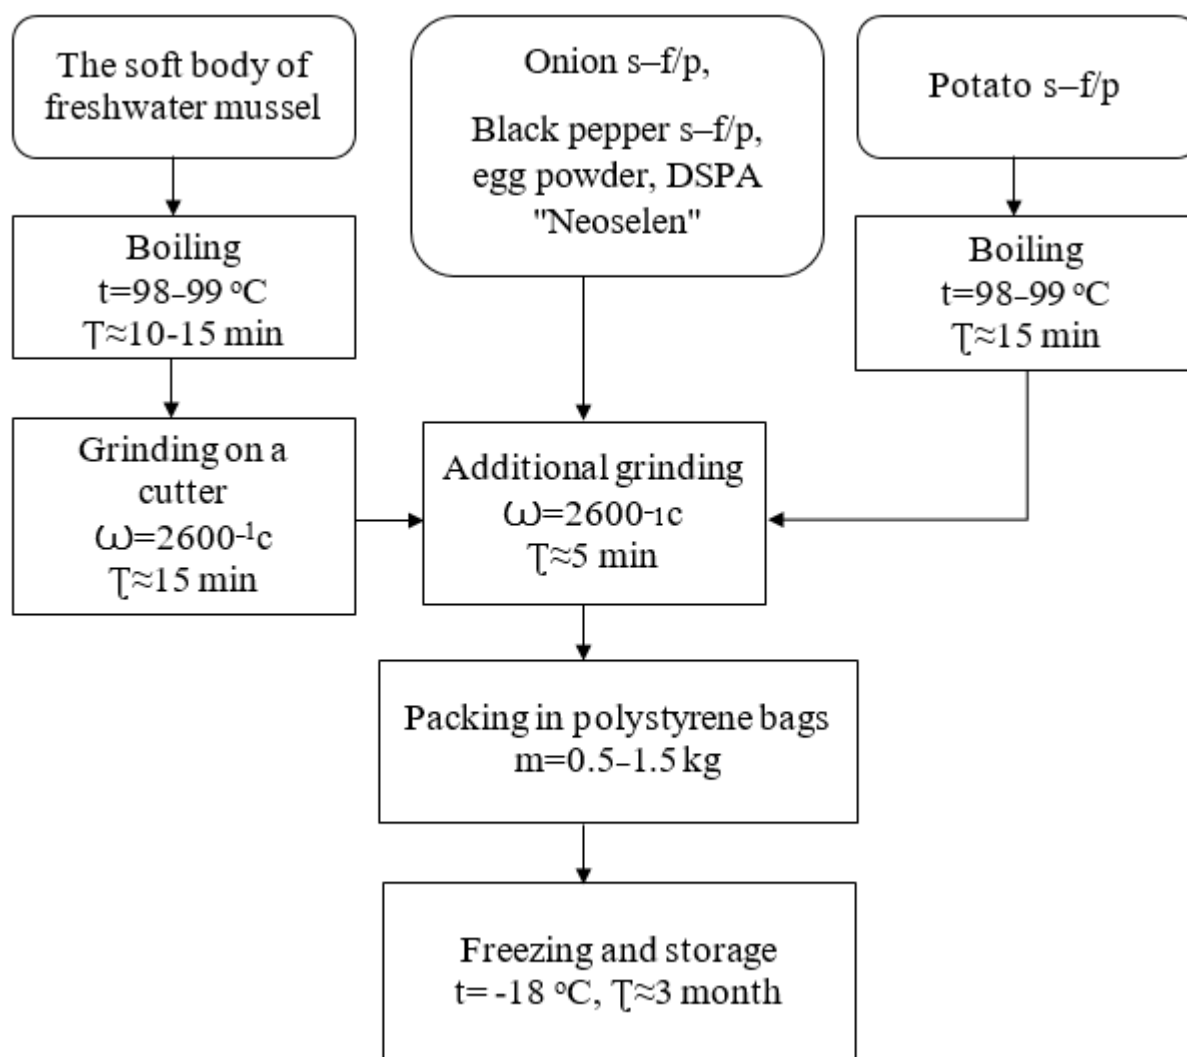 The soft body of
freshwater mussel
Onion s–f/p,
Black pepper s–f/p,
egg powder, DSPA
"Neoselen"
Potato s–f/p
Boiling
t=98–99 ºC
Ƭ≈10-15 min
Boiling
t=98–99 ºC
Ʈ≈15 min
Grinding on a
cutter
Ѡ=2600⁻¹c
Ʈ≈15 min
Additional grinding
Ѡ=2600⁻¹c
Ʈ≈5 min
Packing in polystyrene bags
m=0.5–1.5 kg
Freezing and storage
t= -18 ºC, Ʈ≈3 month